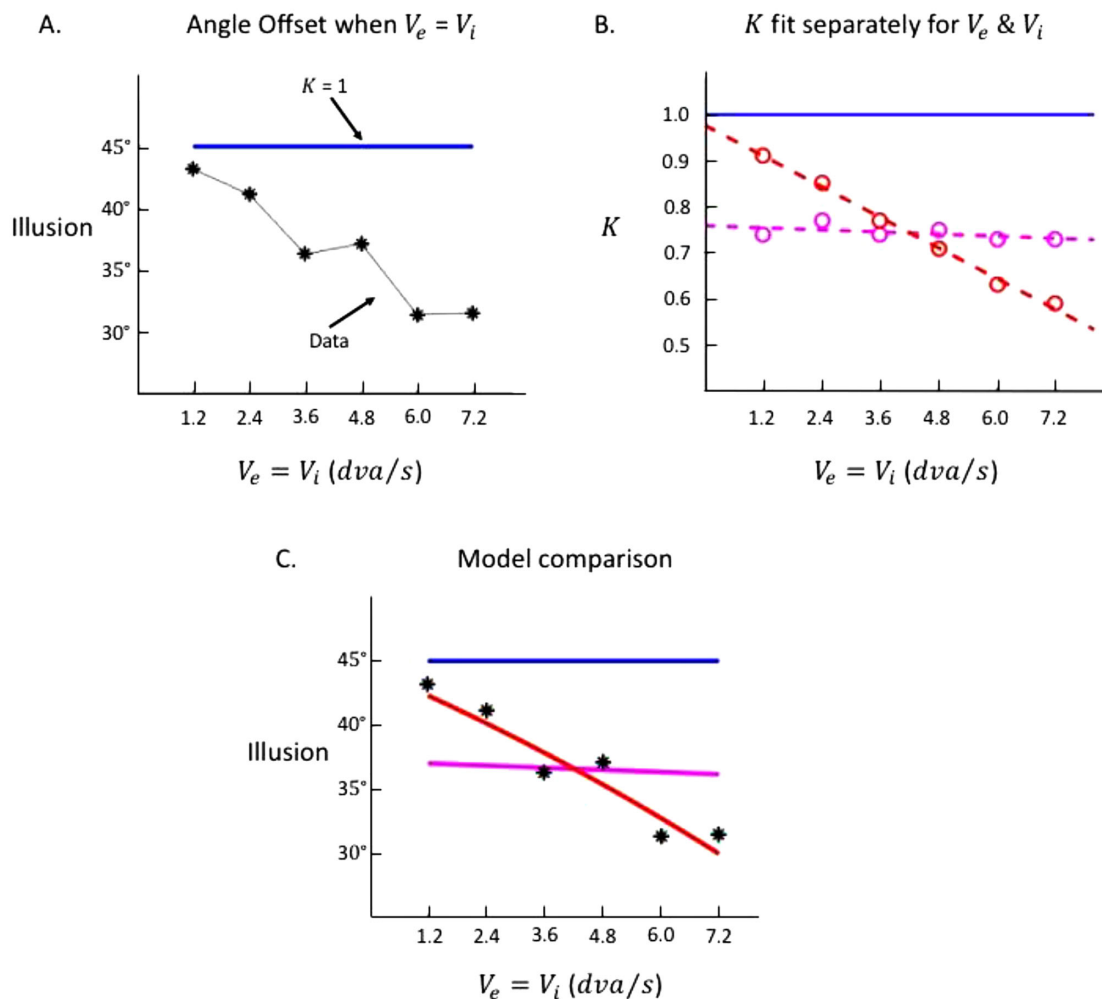 A. Angle Offset when Vₑ = Vᵢ
K = 1
45°
40°
Illusion
35°
30°
Data
1.2 2.4 3.6 4.8 6.0 7.2
Vₑ = Vᵢ (dva/s)
B. K fit separately for Vₑ & Vᵢ
1.0
0.9
0.8
K
0.7
0.6
0.5
1.2 2.4 3.6 4.8 6.0 7.2
Vₑ = Vᵢ (dva/s)
C. Model comparison
45°
40°
Illusion
35°
30°
1.2 2.4 3.6 4.8 6.0 7.2
Vₑ = Vᵢ (dva/s)